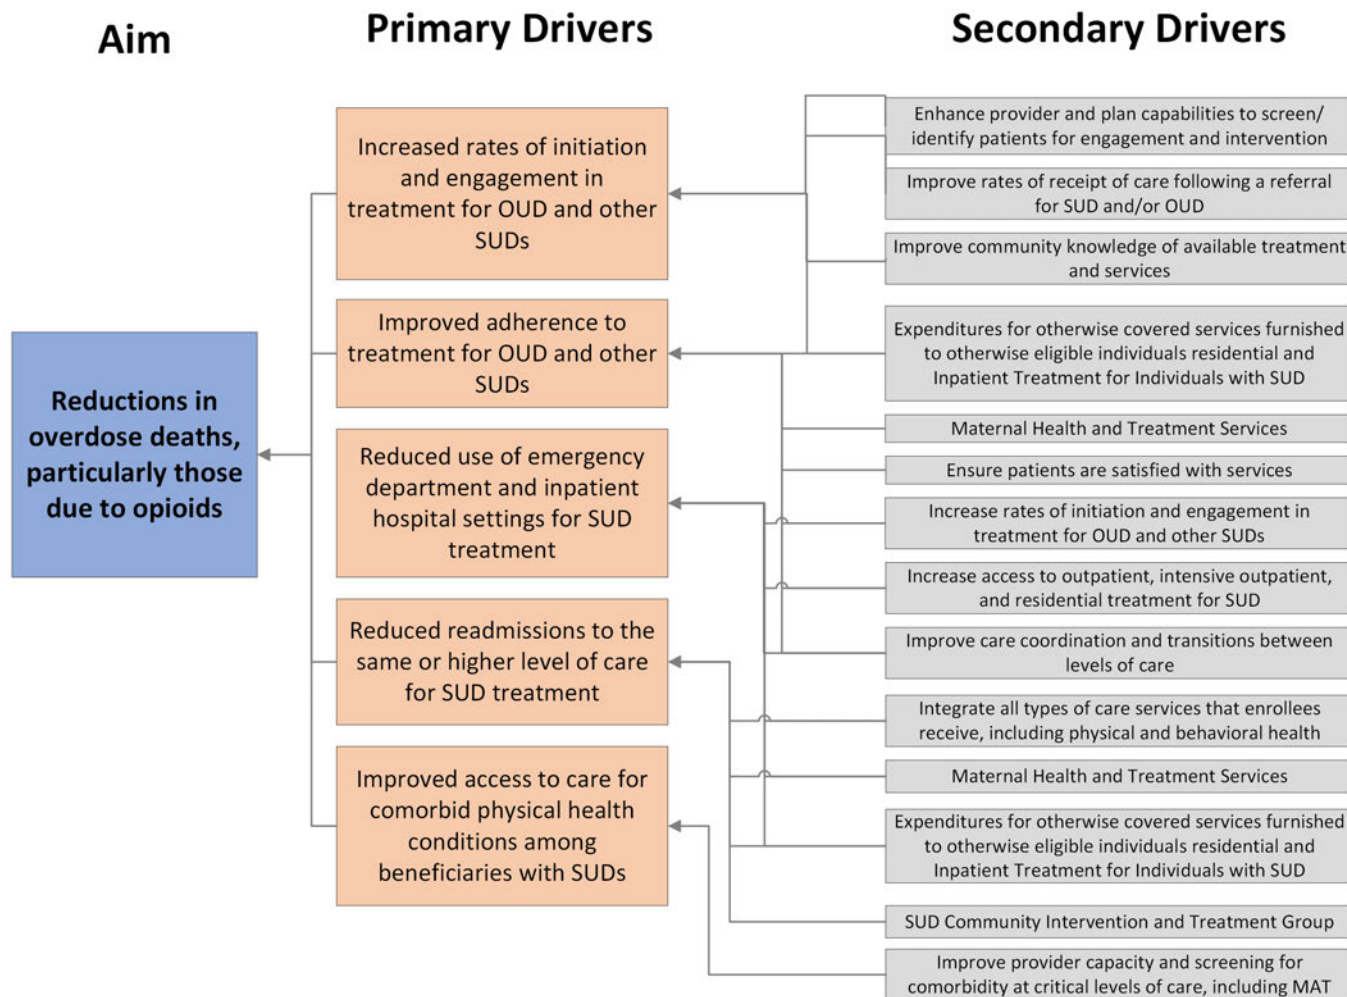 Aim
Primary Drivers
Secondary Drivers
Reductions in
overdose deaths,
particularly those
due to opioids
Increased rates of initiation
and engagement in
treatment for OUD and other
SUDs
Improved adherence to
treatment for OUD and other
SUDs
Reduced use of emergency
department and inpatient
hospital settings for SUD
treatment
Reduced readmissions to the
same or higher level of care
for SUD treatment
Improved access to care for
comorbid physical health
conditions among
beneficiaries with SUDs
Enhance provider and plan capabilities to screen/
identify patients for engagement and intervention
Improve rates of receipt of care following a referral
for SUD and/or OUD
Improve community knowledge of available treatment
and services
Expenditures for otherwise covered services furnished
to otherwise eligible individuals residential and
Inpatient Treatment for Individuals with SUD
Maternal Health and Treatment Services
Ensure patients are satisfied with services
Increase rates of initiation and engagement in
treatment for OUD and other SUDs
Increase access to outpatient, intensive outpatient,
and residential treatment for SUD
Improve care coordination and transitions between
levels of care
Integrate all types of care services that enrollees
receive, including physical and behavioral health
Maternal Health and Treatment Services
Expenditures for otherwise covered services furnished
to otherwise eligible individuals residential and
Inpatient Treatment for Individuals with SUD
SUD Community Intervention and Treatment Group
Improve provider capacity and screening for
comorbidity at critical levels of care, including MAT